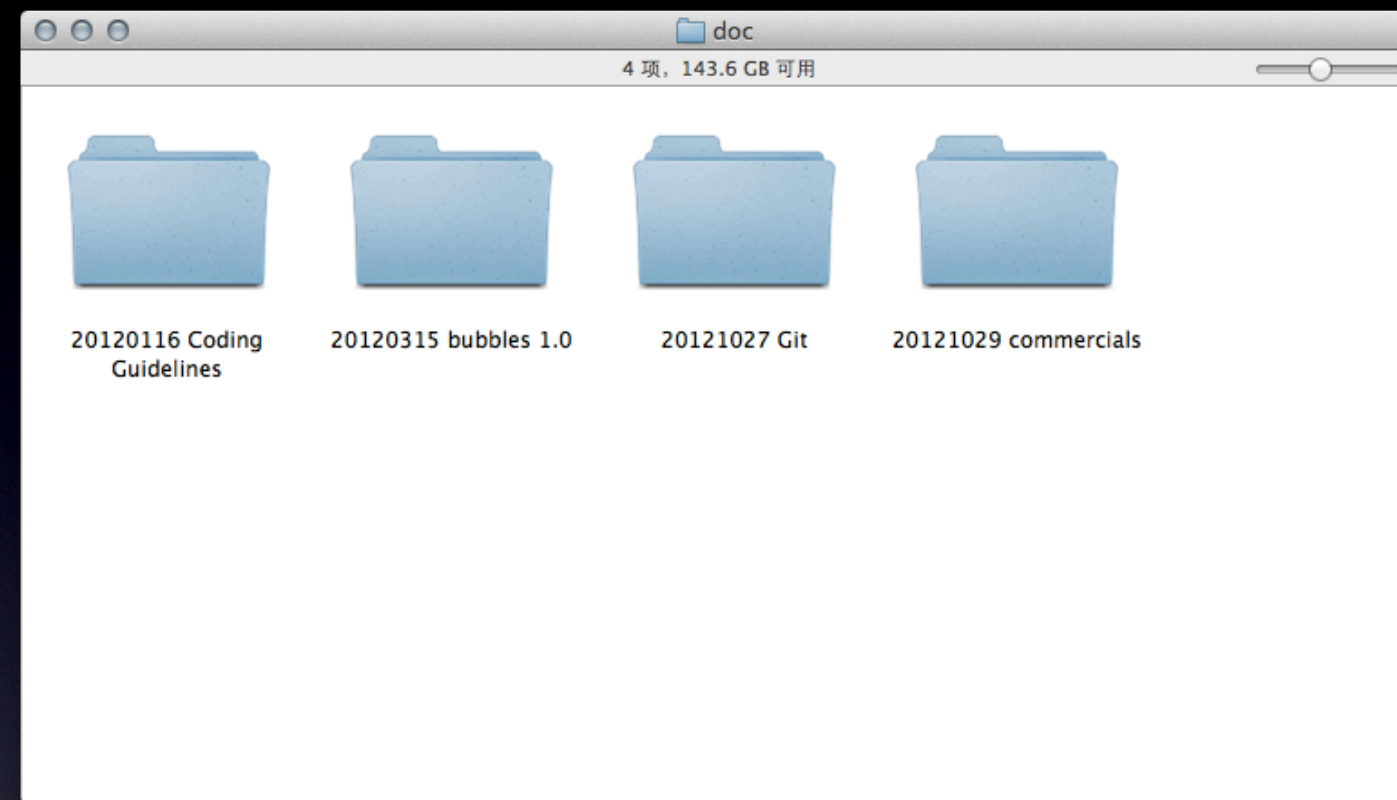 doc
4 项，143.6 GB 可用
20120116 Coding
Guidelines
20120315 bubbles 1.0
20121027 Git
20121029 commercials